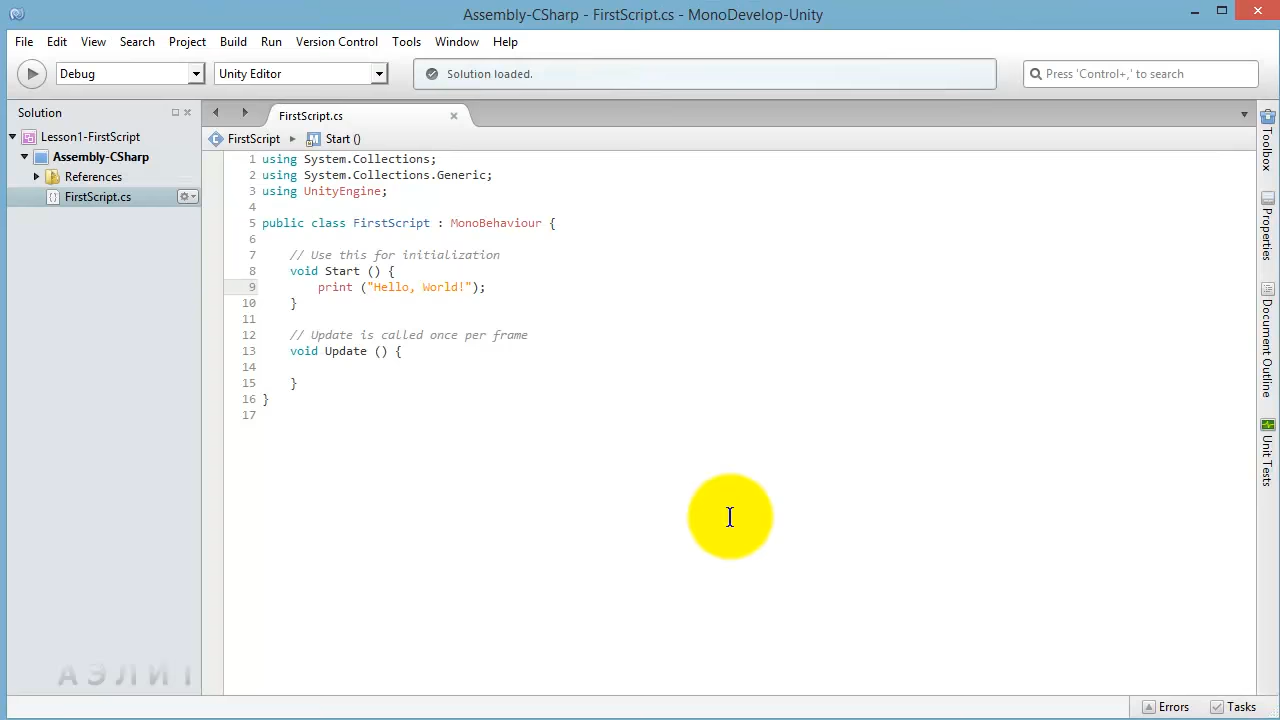 Assembly-CSharp - FirstScript.cs - MonoDevelop-Unity
File Edit View Search Project Build Run Version Control Tools Window Help
Debug Unity Editor Solution loaded. Press 'Control+,' to search
Solution
FirstScript.cs
Lesson1-FirstScript
Assembly-CSharp
References
FirstScript.cs
FirstScript Start ()
1 using System.Collections;
2 using System.Collections.Generic;
3 using UnityEngine;
4
5 public class FirstScript : MonoBehaviour {
6
7 // Use this for initialization
8 void Start () {
9 print ("Hello, World!");
10 }
11
12 // Update is called once per frame
13 void Update () {
14
15 }
16 }
17
Toolbox
Properties
Document Outline
Unit Tests
Errors Tasks